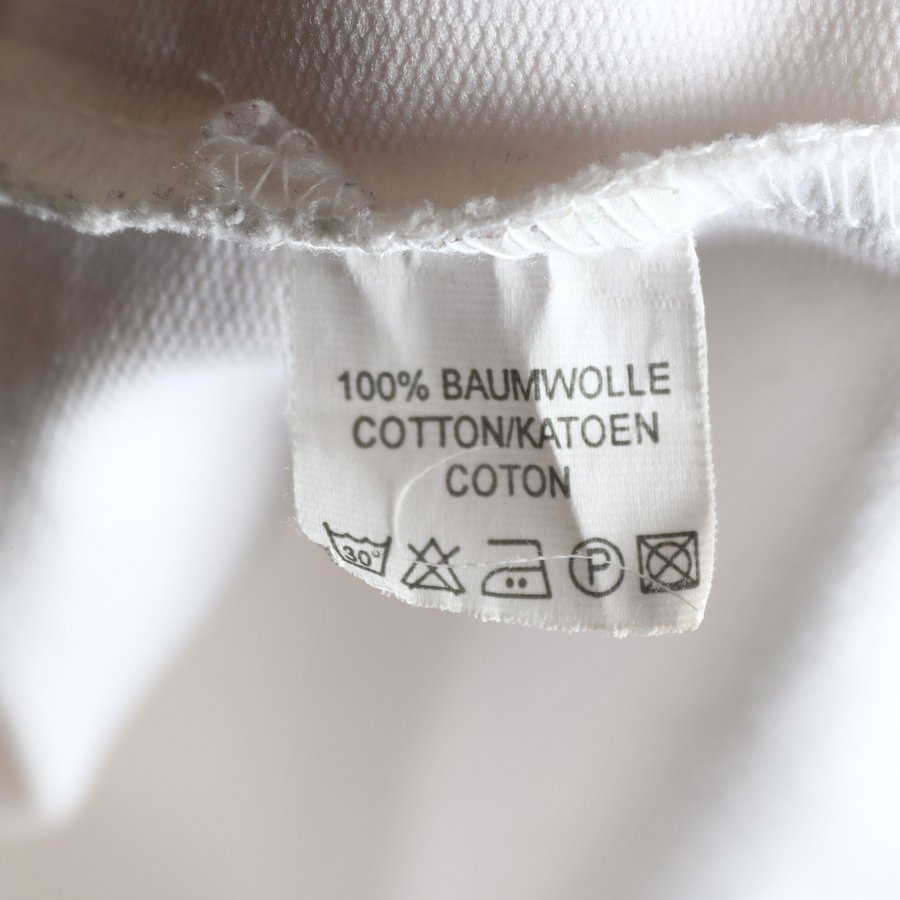 100% BAUMWOLLE
COTTON/KATOEN
COTON
30° P